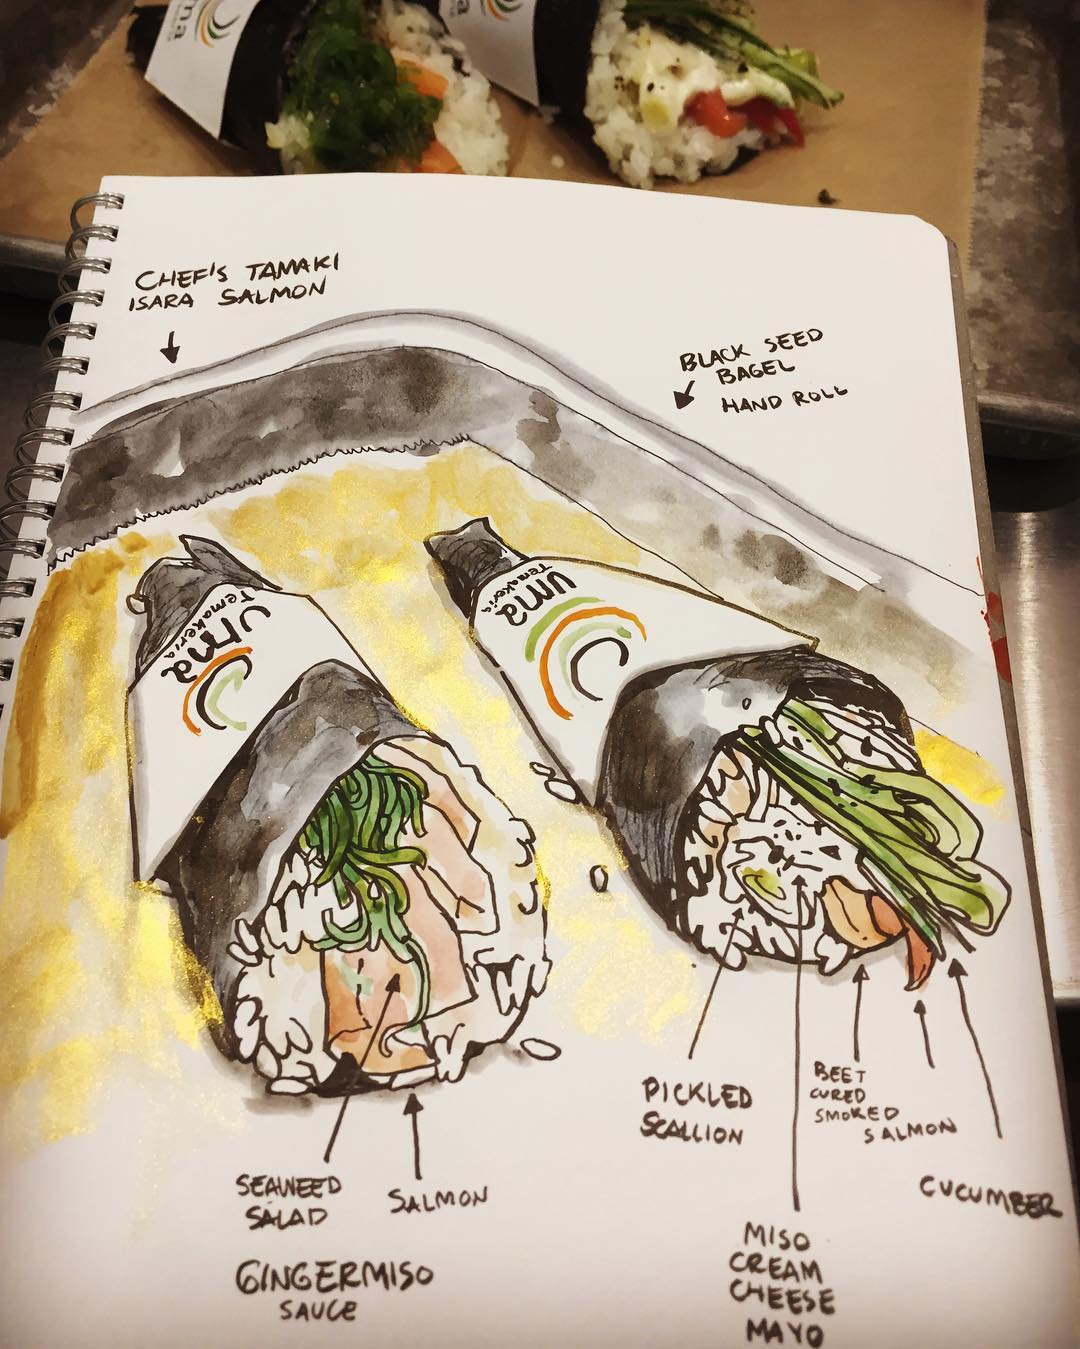 uma
CHEF'S TAMAKI
ISARA SALMON
BLACK SEED
BAGEL
HAND ROLL
uma
Temakeria
uma
Temakeria
PICKLED
SCALLION
BEET
CURED
SMOKED
SALMON
CUCUMBER
SEAWEED
SALAD
SALMON
GINGERMISO
SAUCE
MISO
CREAM
CHEESE
MAYO